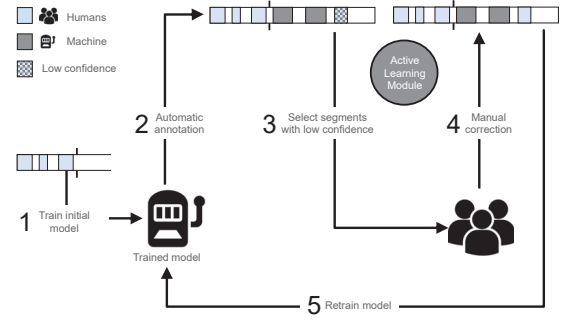 Humans
Machine
Low confidence
1 Train initial
model
Trained model
2 Automatic
annotation
3 Select segments
with low confidence
Active
Learning
Module
4 Manual
correction
5 Retrain model